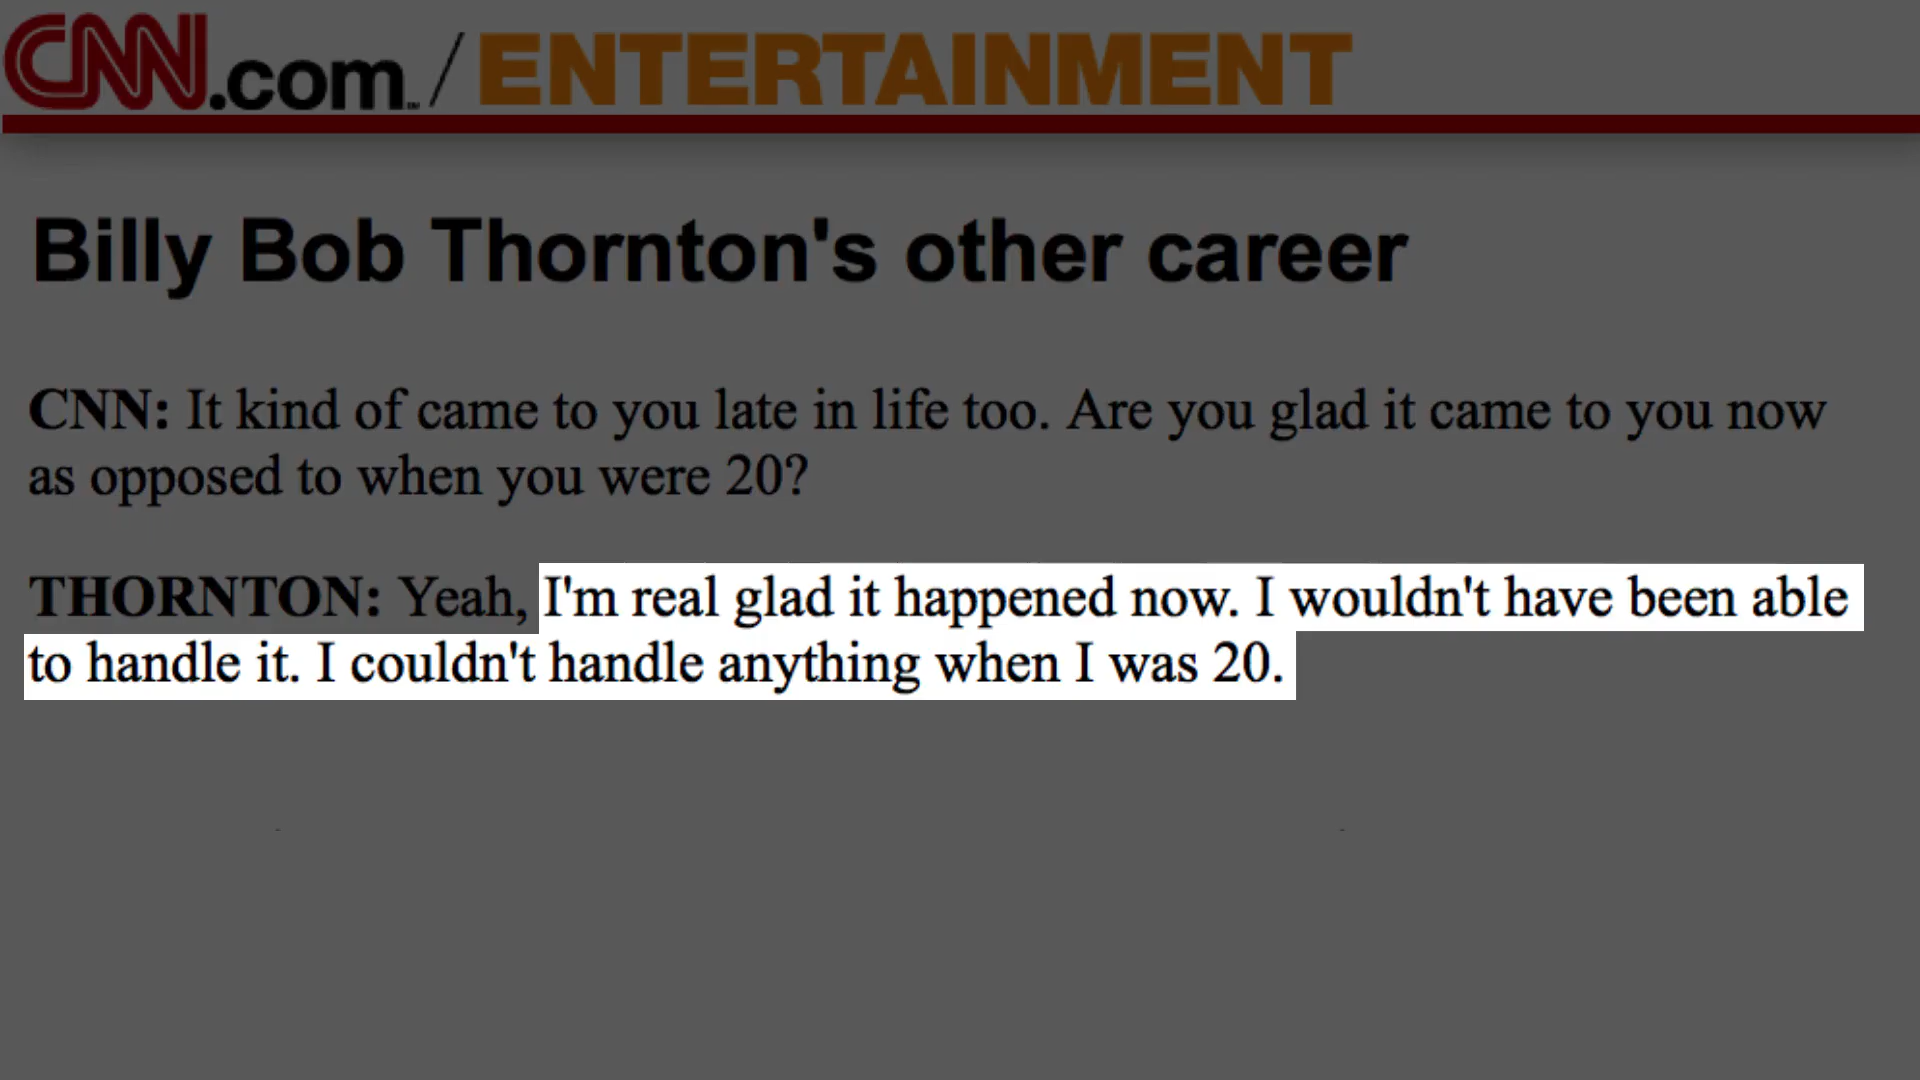 CNN.com / ENTERTAINMENT
Billy Bob Thornton's other career
CNN: It kind of came to you late in life too. Are you glad it came to you now
as opposed to when you were 20?
THORNTON: Yeah, I'm real glad it happened now. I wouldn't have been able
to handle it. I couldn't handle anything when I was 20.